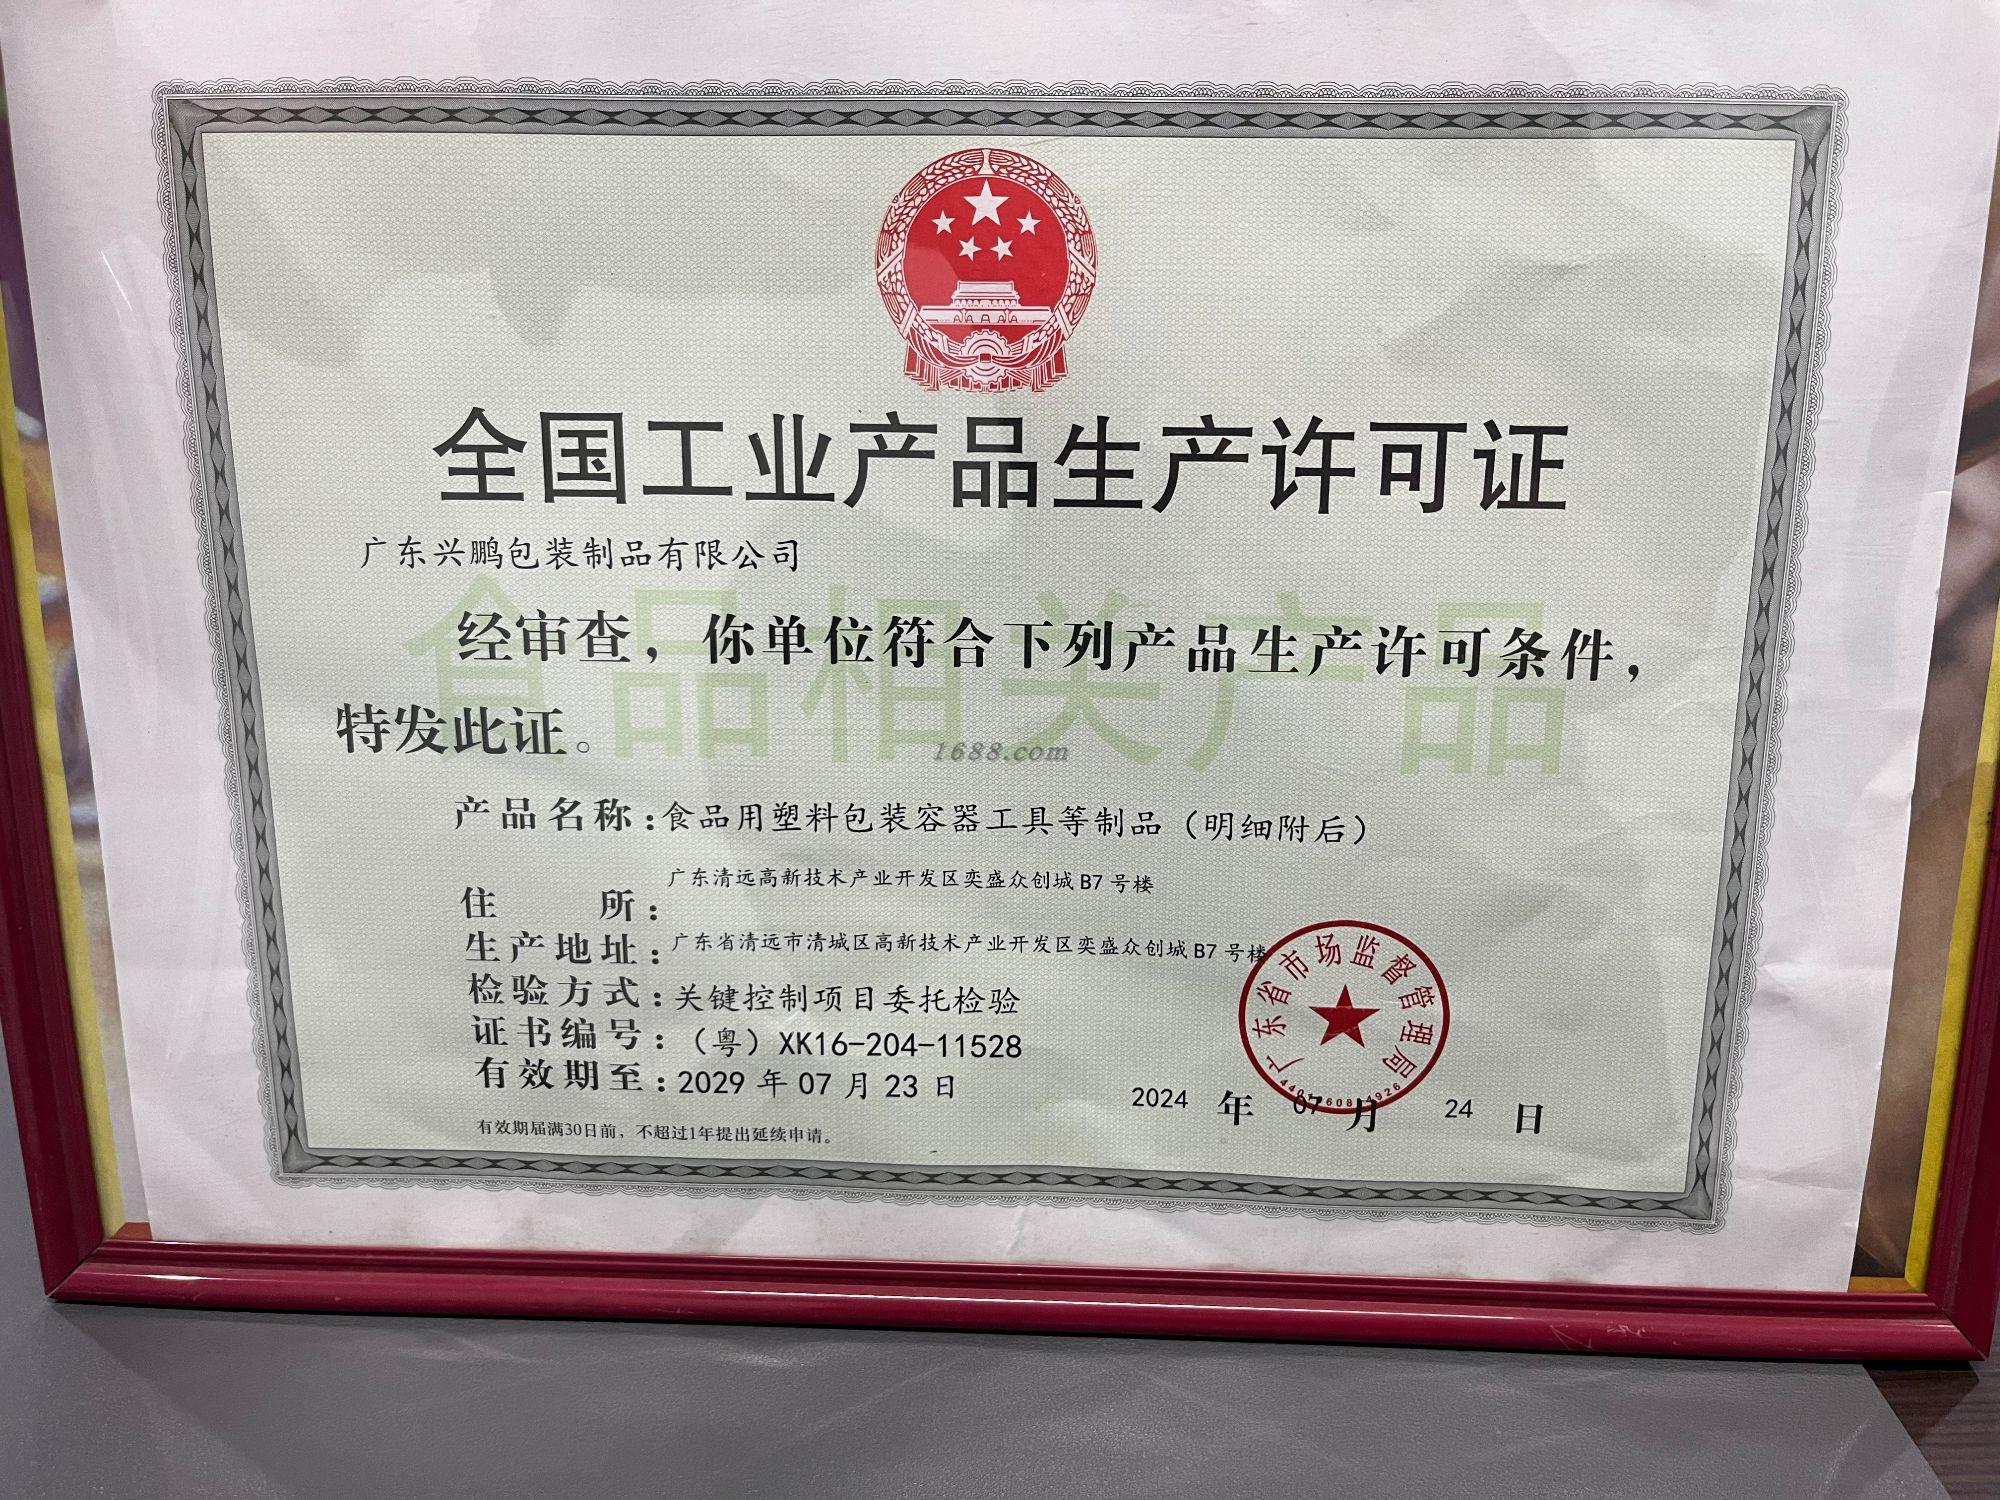 全国工业产品生产许可证
广东兴鹏包装制品有限公司
食品相关产品
经审查，你单位符合下列产品生产许可条件，
特发此证。
1688.com
产品名称：食品用塑料包装容器工具等制品（明细附后）
住 所：广东清远高新技术产业开发区奕盛众创城B7号楼
生产地址：广东省清远市清城区高新技术产业开发区奕盛众创城B7号楼
检验方式：关键控制项目委托检验
证书编号：（粤）XK16-204-11528
有效期至：2029年07月23日
广东省市场监督管理局
2024 年 07 月 24 日
有效期届满30日前，不超过1年提出延续申请。